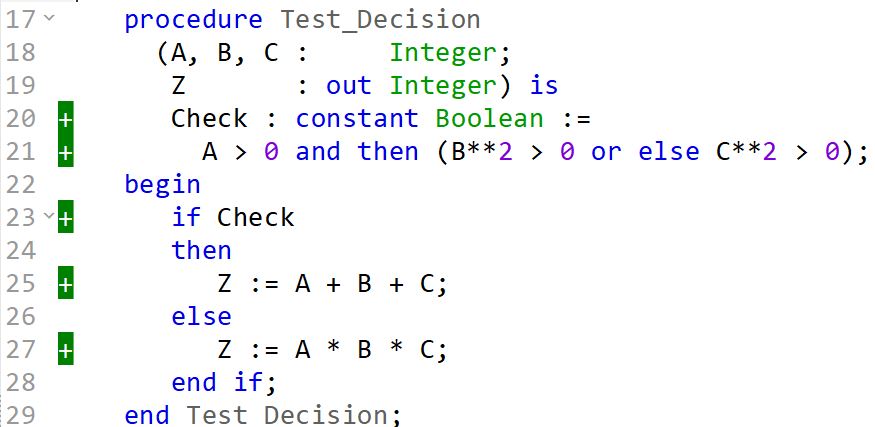 17 procedure Test_Decision
18 (A, B, C : Integer;
19 Z : out Integer) is
20 + Check : constant Boolean :=
21 + A > 0 and then (B**2 > 0 or else C**2 > 0);
22 begin
23 + if Check
24 then
25 + Z := A + B + C;
26 else
27 + Z := A * B * C;
28 end if;
29 end Test_Decision;